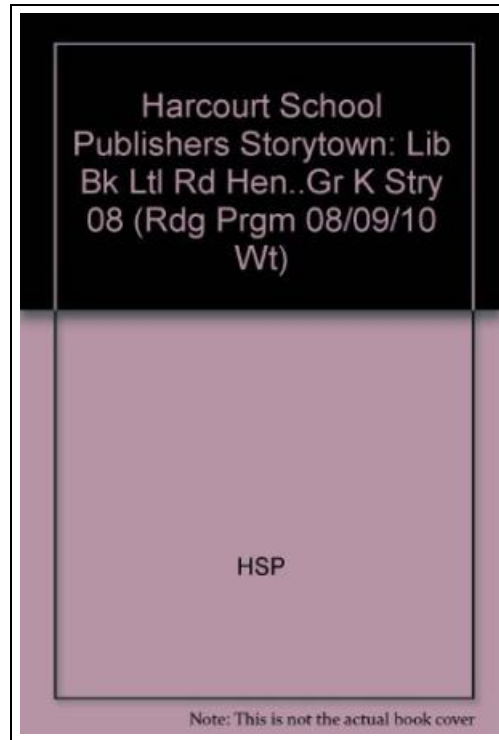 Harcourt School
Publishers Storytown: Lib
Bk Ltl Rd Hen..Gr K Stry
08 (Rdg Prgm 08/09/10
Wt)
HSP
Note: This is not the actual book cover